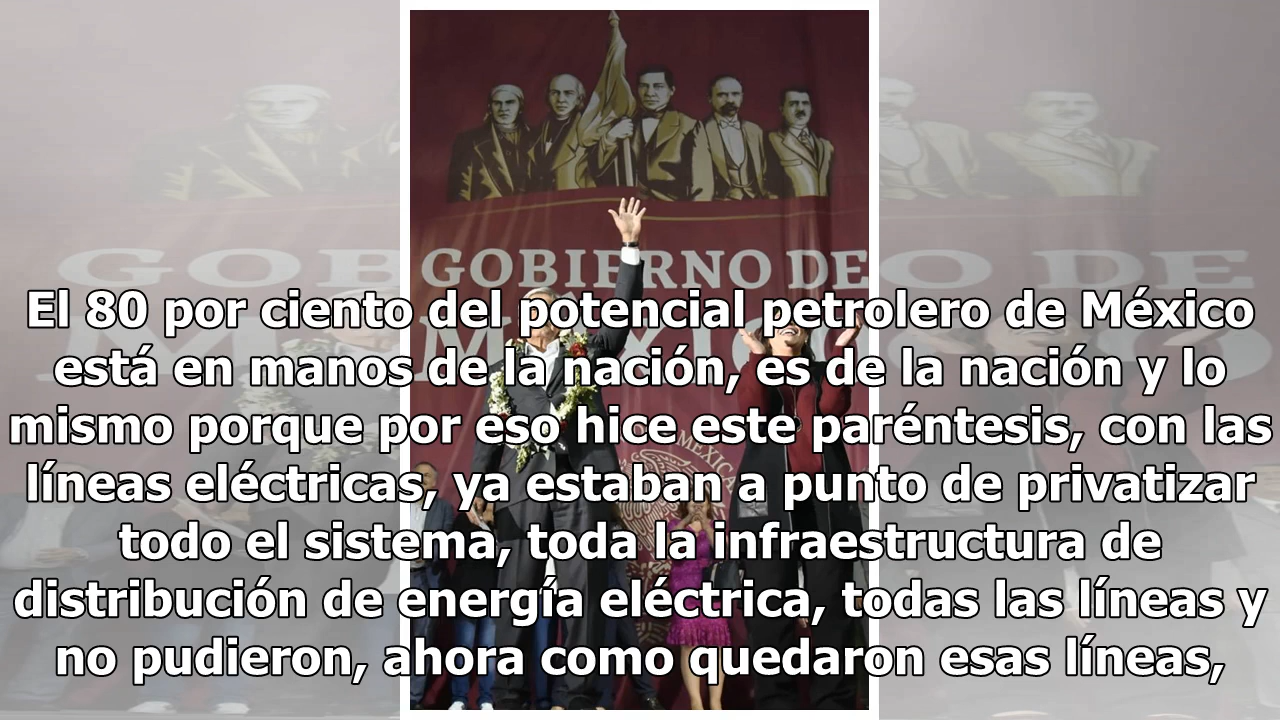 GOBIERNO DE
MÉXICO
El 80 por ciento del potencial petrolero de México
está en manos de la nación, es de la nación y lo
mismo porque por eso hice este paréntesis, con las
líneas eléctricas, ya estaban a punto de privatizar
todo el sistema, toda la infraestructura de
distribución de energía eléctrica, todas las líneas y
no pudieron, ahora como quedaron esas líneas,
MEXICA